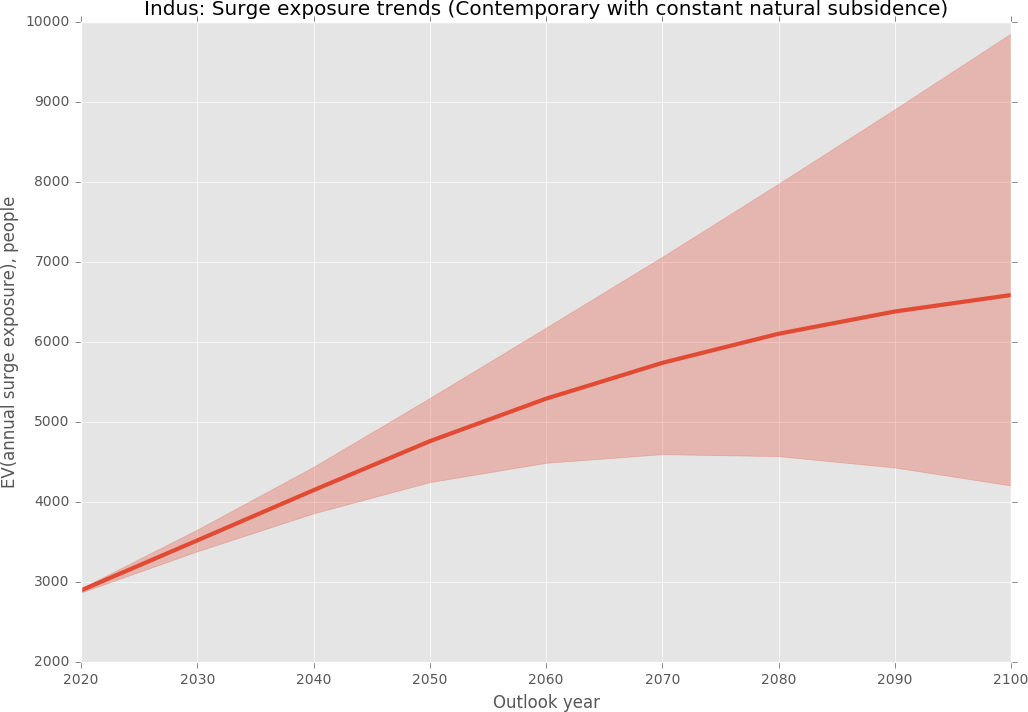 Indus: Surge exposure trends (Contemporary with constant natural subsidence)
10000
9000
8000
7000
6000
5000
4000
3000
2000
EV(annual surge exposure), people
2020 2030 2040 2050 2060 2070 2080 2090 2100
Outlook year